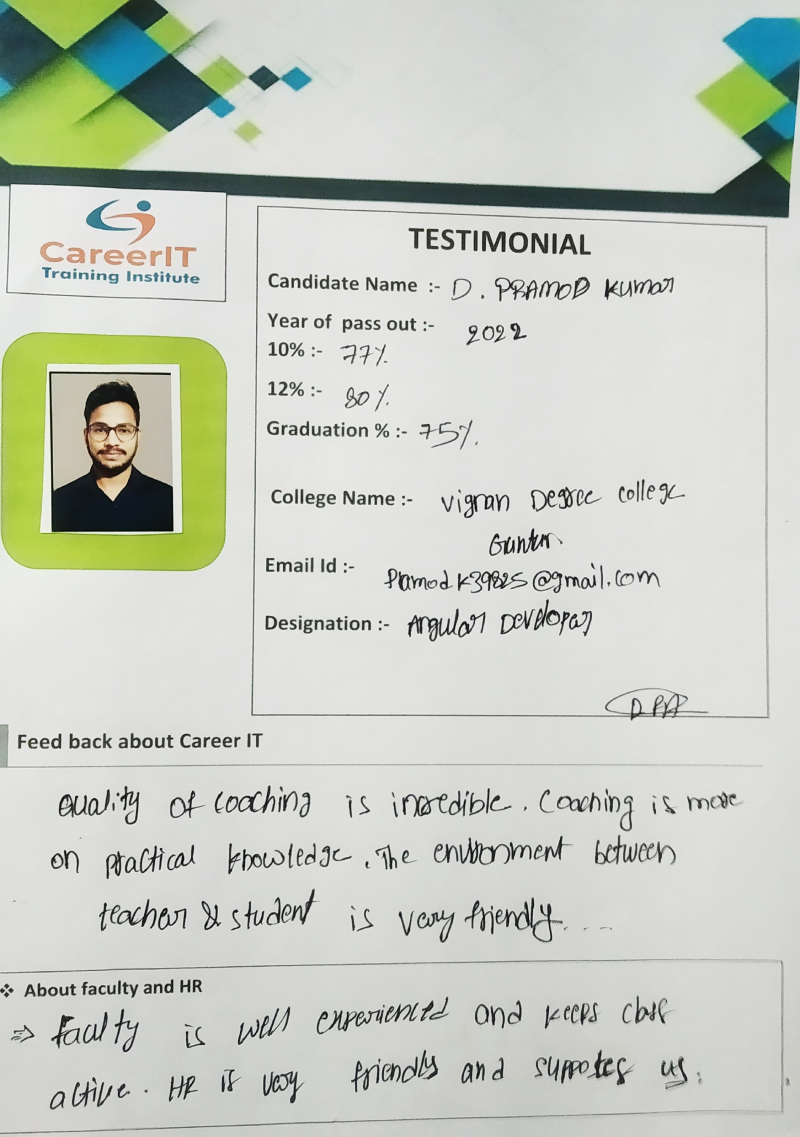 CareerIT
Training Institute
TESTIMONIAL
Candidate Name :- D. PRAMOD Kumar
Year of pass out :- 2022
10% :- 77%.
12% :- 80%.
Graduation % :- 75%.
College Name :- Vignan Degree college
Guntur
Email Id :- Pramodk39825@gmail.com
Designation :- Angular Developer
Feed back about Career IT
Quality of coaching is incredible. Coaching is more
on practical knowledge. The environment between
teacher & student is very friendly....
❖ About faculty and HR
⇒ Faculty is well experienced and keeps class
active. HR is very friendly and supportes us.